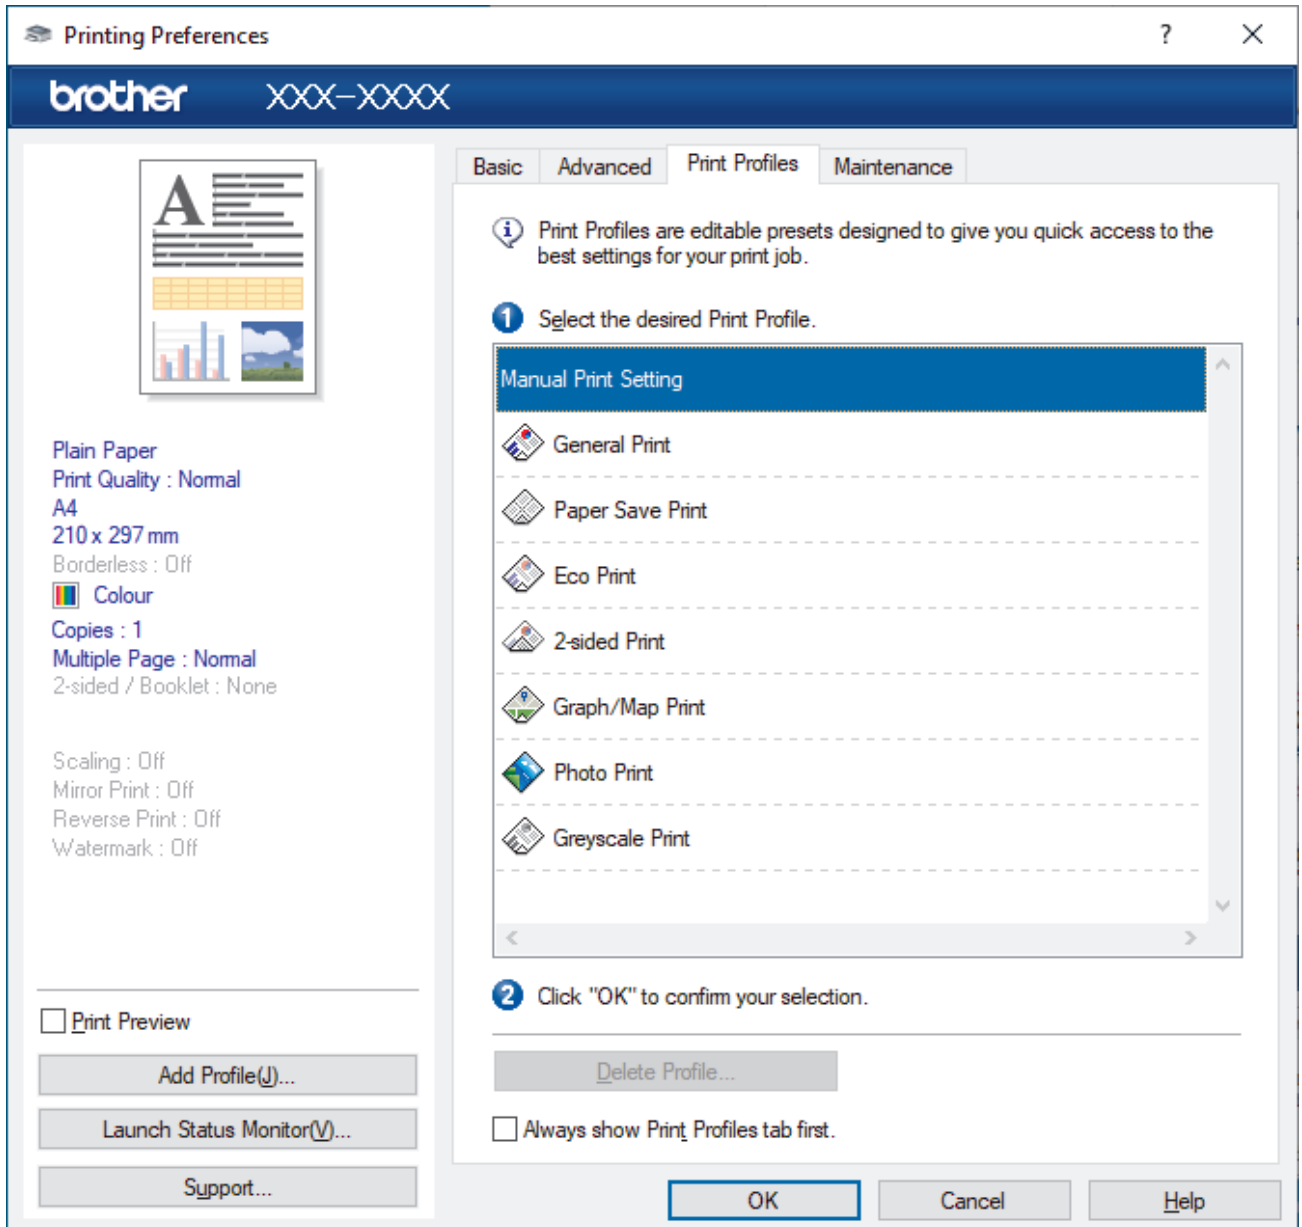 Printing Preferences
?
brother XXX-XXXX
A
Plain Paper
Print Quality : Normal
A4
210 x 297 mm
Borderless : Off
Colour
Copies : 1
Multiple Page : Normal
2-sided / Booklet : None
Scaling : Off
Mirror Print : Off
Reverse Print : Off
Watermark : Off
Print Preview
Add Profile(J)...
Launch Status Monitor(V)...
Support...
Basic Advanced Print Profiles Maintenance
Print Profiles are editable presets designed to give you quick access to the
best settings for your print job.
1 Select the desired Print Profile.
Manual Print Setting
General Print
Paper Save Print
Eco Print
2-sided Print
Graph/Map Print
Photo Print
Greyscale Print
2 Click "OK" to confirm your selection.
Delete Profile...
Always show Print Profiles tab first.
OK Cancel Help